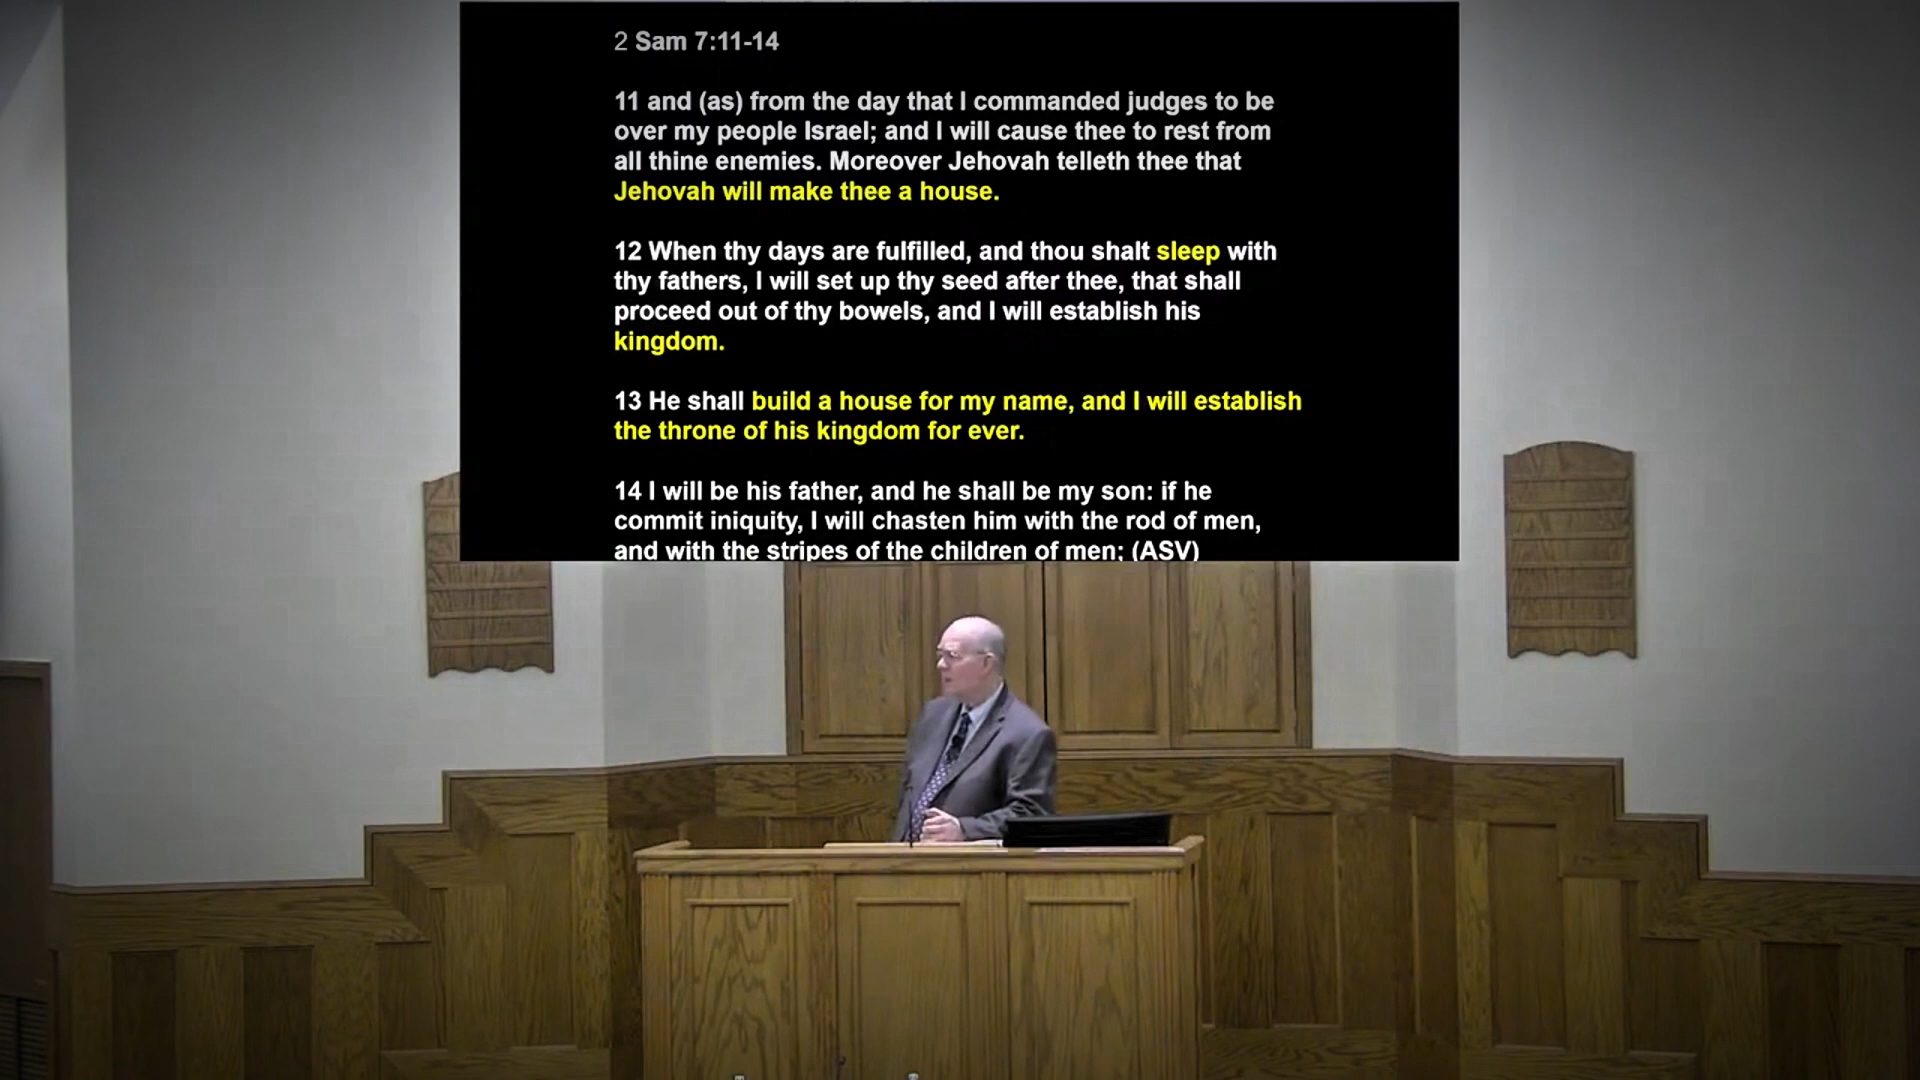 2 Sam 7:11-14
11 and (as) from the day that I commanded judges to be
over my people Israel; and I will cause thee to rest from
all thine enemies. Moreover Jehovah telleth thee that
Jehovah will make thee a house.
12 When thy days are fulfilled, and thou shalt sleep with
thy fathers, I will set up thy seed after thee, that shall
proceed out of thy bowels, and I will establish his
kingdom.
13 He shall build a house for my name, and I will establish
the throne of his kingdom for ever.
14 I will be his father, and he shall be my son: if he
commit iniquity, I will chasten him with the rod of men,
and with the stripes of the children of men; (ASV)